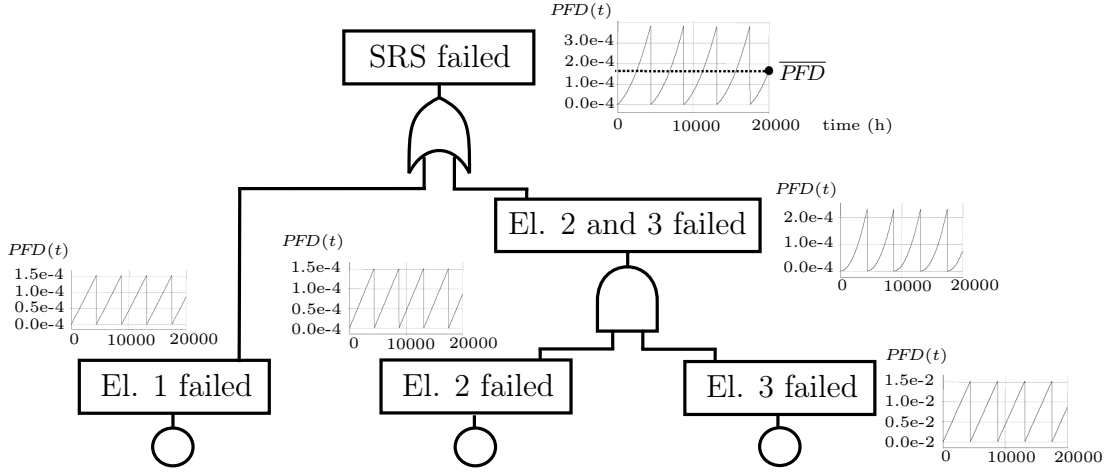 PFD(t)
3.0e-4
2.0e-4
1.0e-4
0.0e-4
0 10000 20000 time (h)
PFD
SRS failed
El. 2 and 3 failed
PFD(t)
2.0e-4
1.0e-4
0.0e-4
0 10000 20000
PFD(t)
1.5e-4
1.0e-4
0.5e-4
0.0e-4
0 10000 20000
PFD(t)
1.5e-4
1.0e-4
0.5e-4
0.0e-4
0 10000 20000
El. 1 failed
El. 2 failed
El. 3 failed
PFD(t)
1.5e-2
1.0e-2
0.5e-2
0.0e-2
0 10000 20000